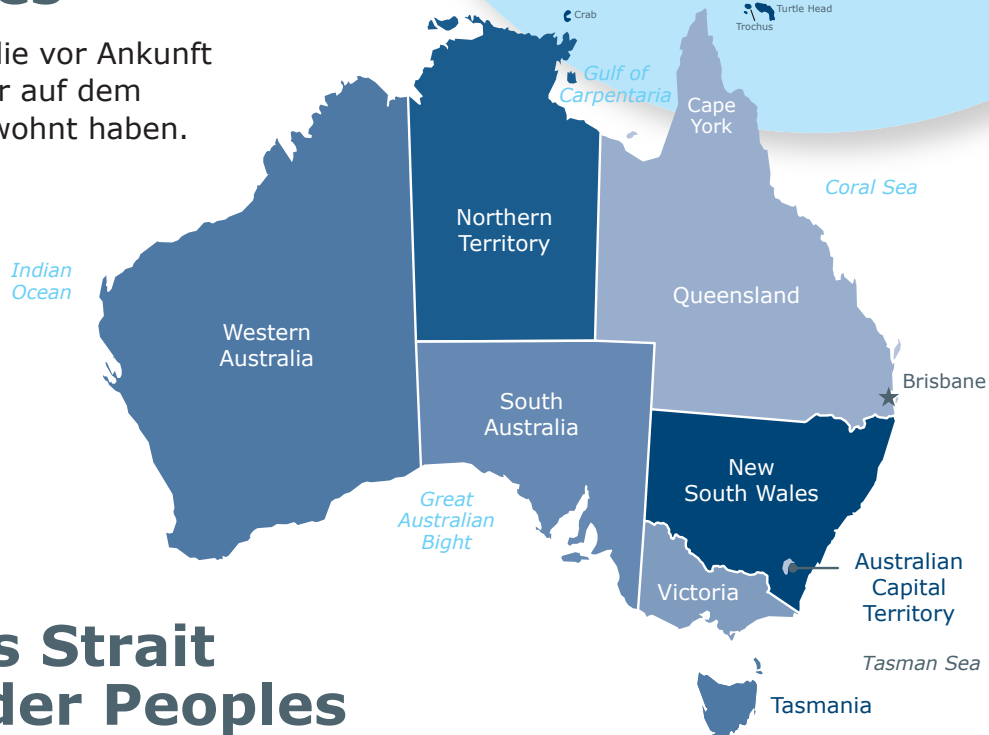 es
lie vor Ankunft
r auf dem
wohnt haben.
Crab
Turtle Head
Trochus
Gulf of
Carpentaria
Cape
York
Coral Sea
Northern
Territory
Indian
Ocean
Queensland
Western
Australia
Brisbane
South
Australia
New
South Wales
Great
Australian
Bight
Australian
Capital
Territory
Victoria
s Strait
der Peoples
Tasman Sea
Tasmania